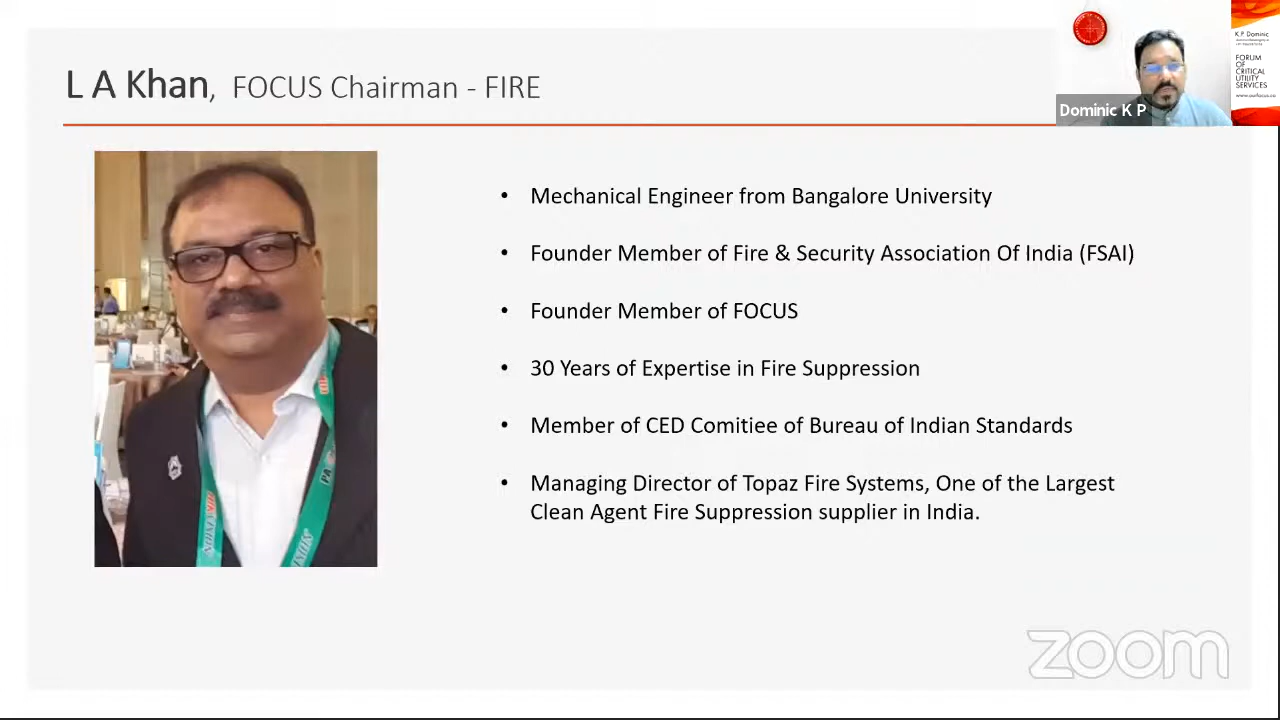 L A Khan, FOCUS Chairman - FIRE
K P Dominic
FORUM
OF
CRITICAL
UTILITY
SERVICES
Dominic K P
• Mechanical Engineer from Bangalore University
• Founder Member of Fire & Security Association Of India (FSAI)
• Founder Member of FOCUS
• 30 Years of Expertise in Fire Suppression
• Member of CED Comitiee of Bureau of Indian Standards
• Managing Director of Topaz Fire Systems, One of the Largest
Clean Agent Fire Suppression supplier in India.
zoom